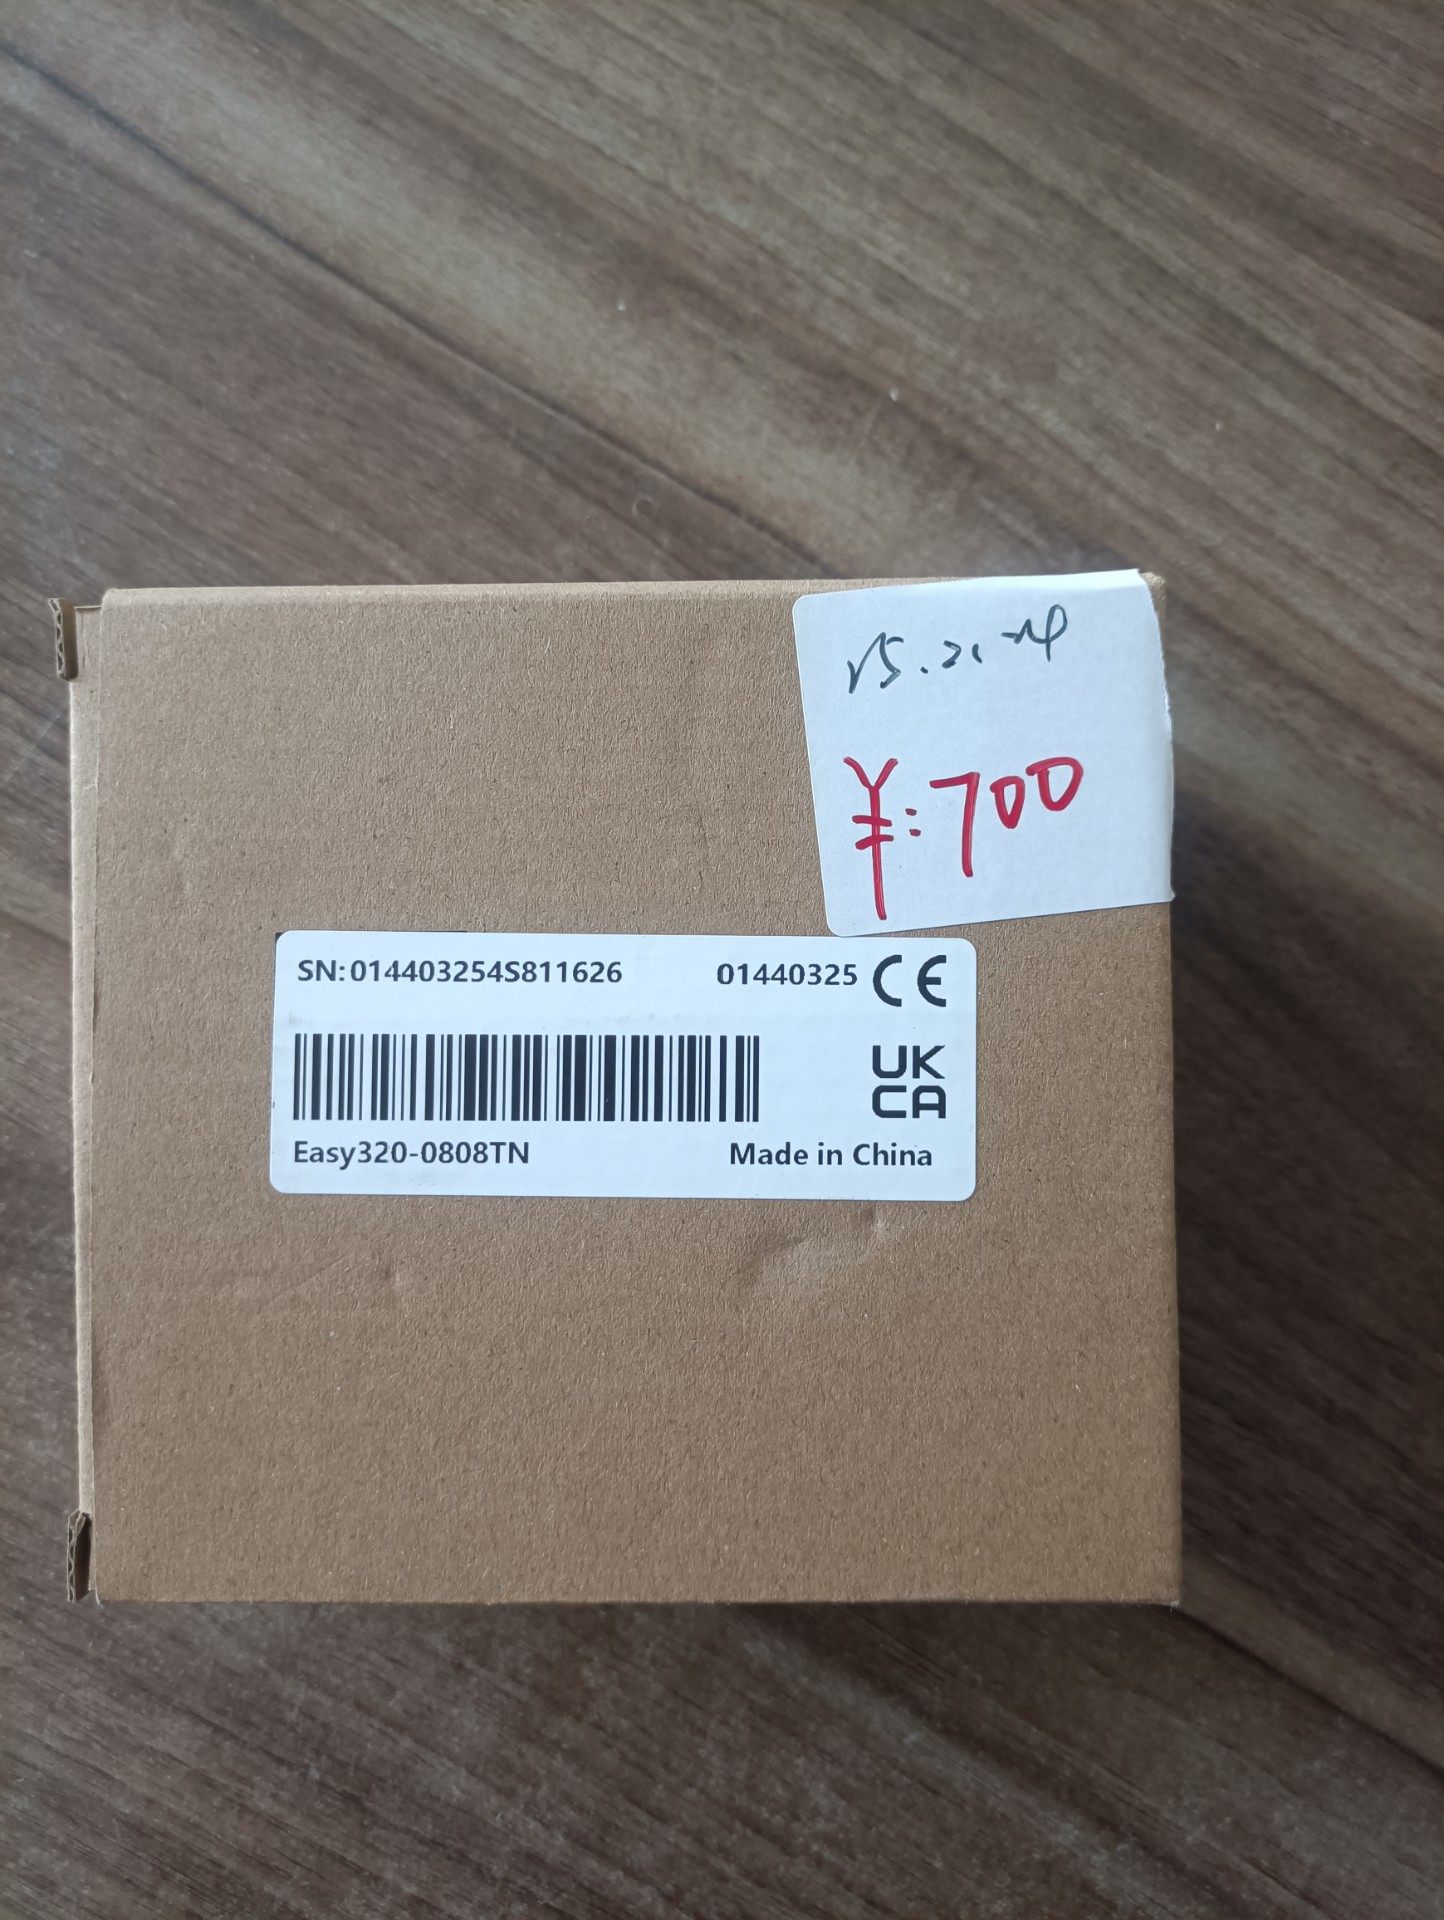 ¥:700
SN:014403254S811626 01440325 CE
UK
CA
Easy320-0808TN Made in China